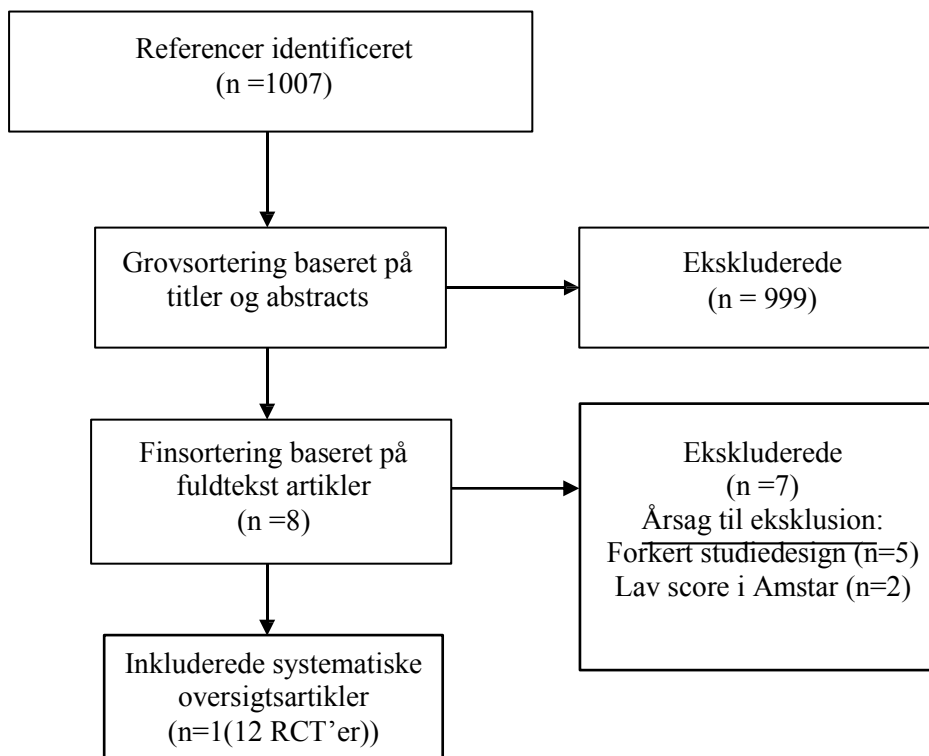 Referencer identificeret
(n =1007)
Grovsortering baseret på
titler og abstracts
Ekskluderede
(n = 999)
Finsortering baseret på
fuldtekst artikler
(n =8)
Ekskluderede
(n =7)
Årsag til eksklusion:
Forkert studiedesign (n=5)
Lav score i Amstar (n=2)
Inkluderede systematiske
oversigtsartikler
(n=1(12 RCT’er))